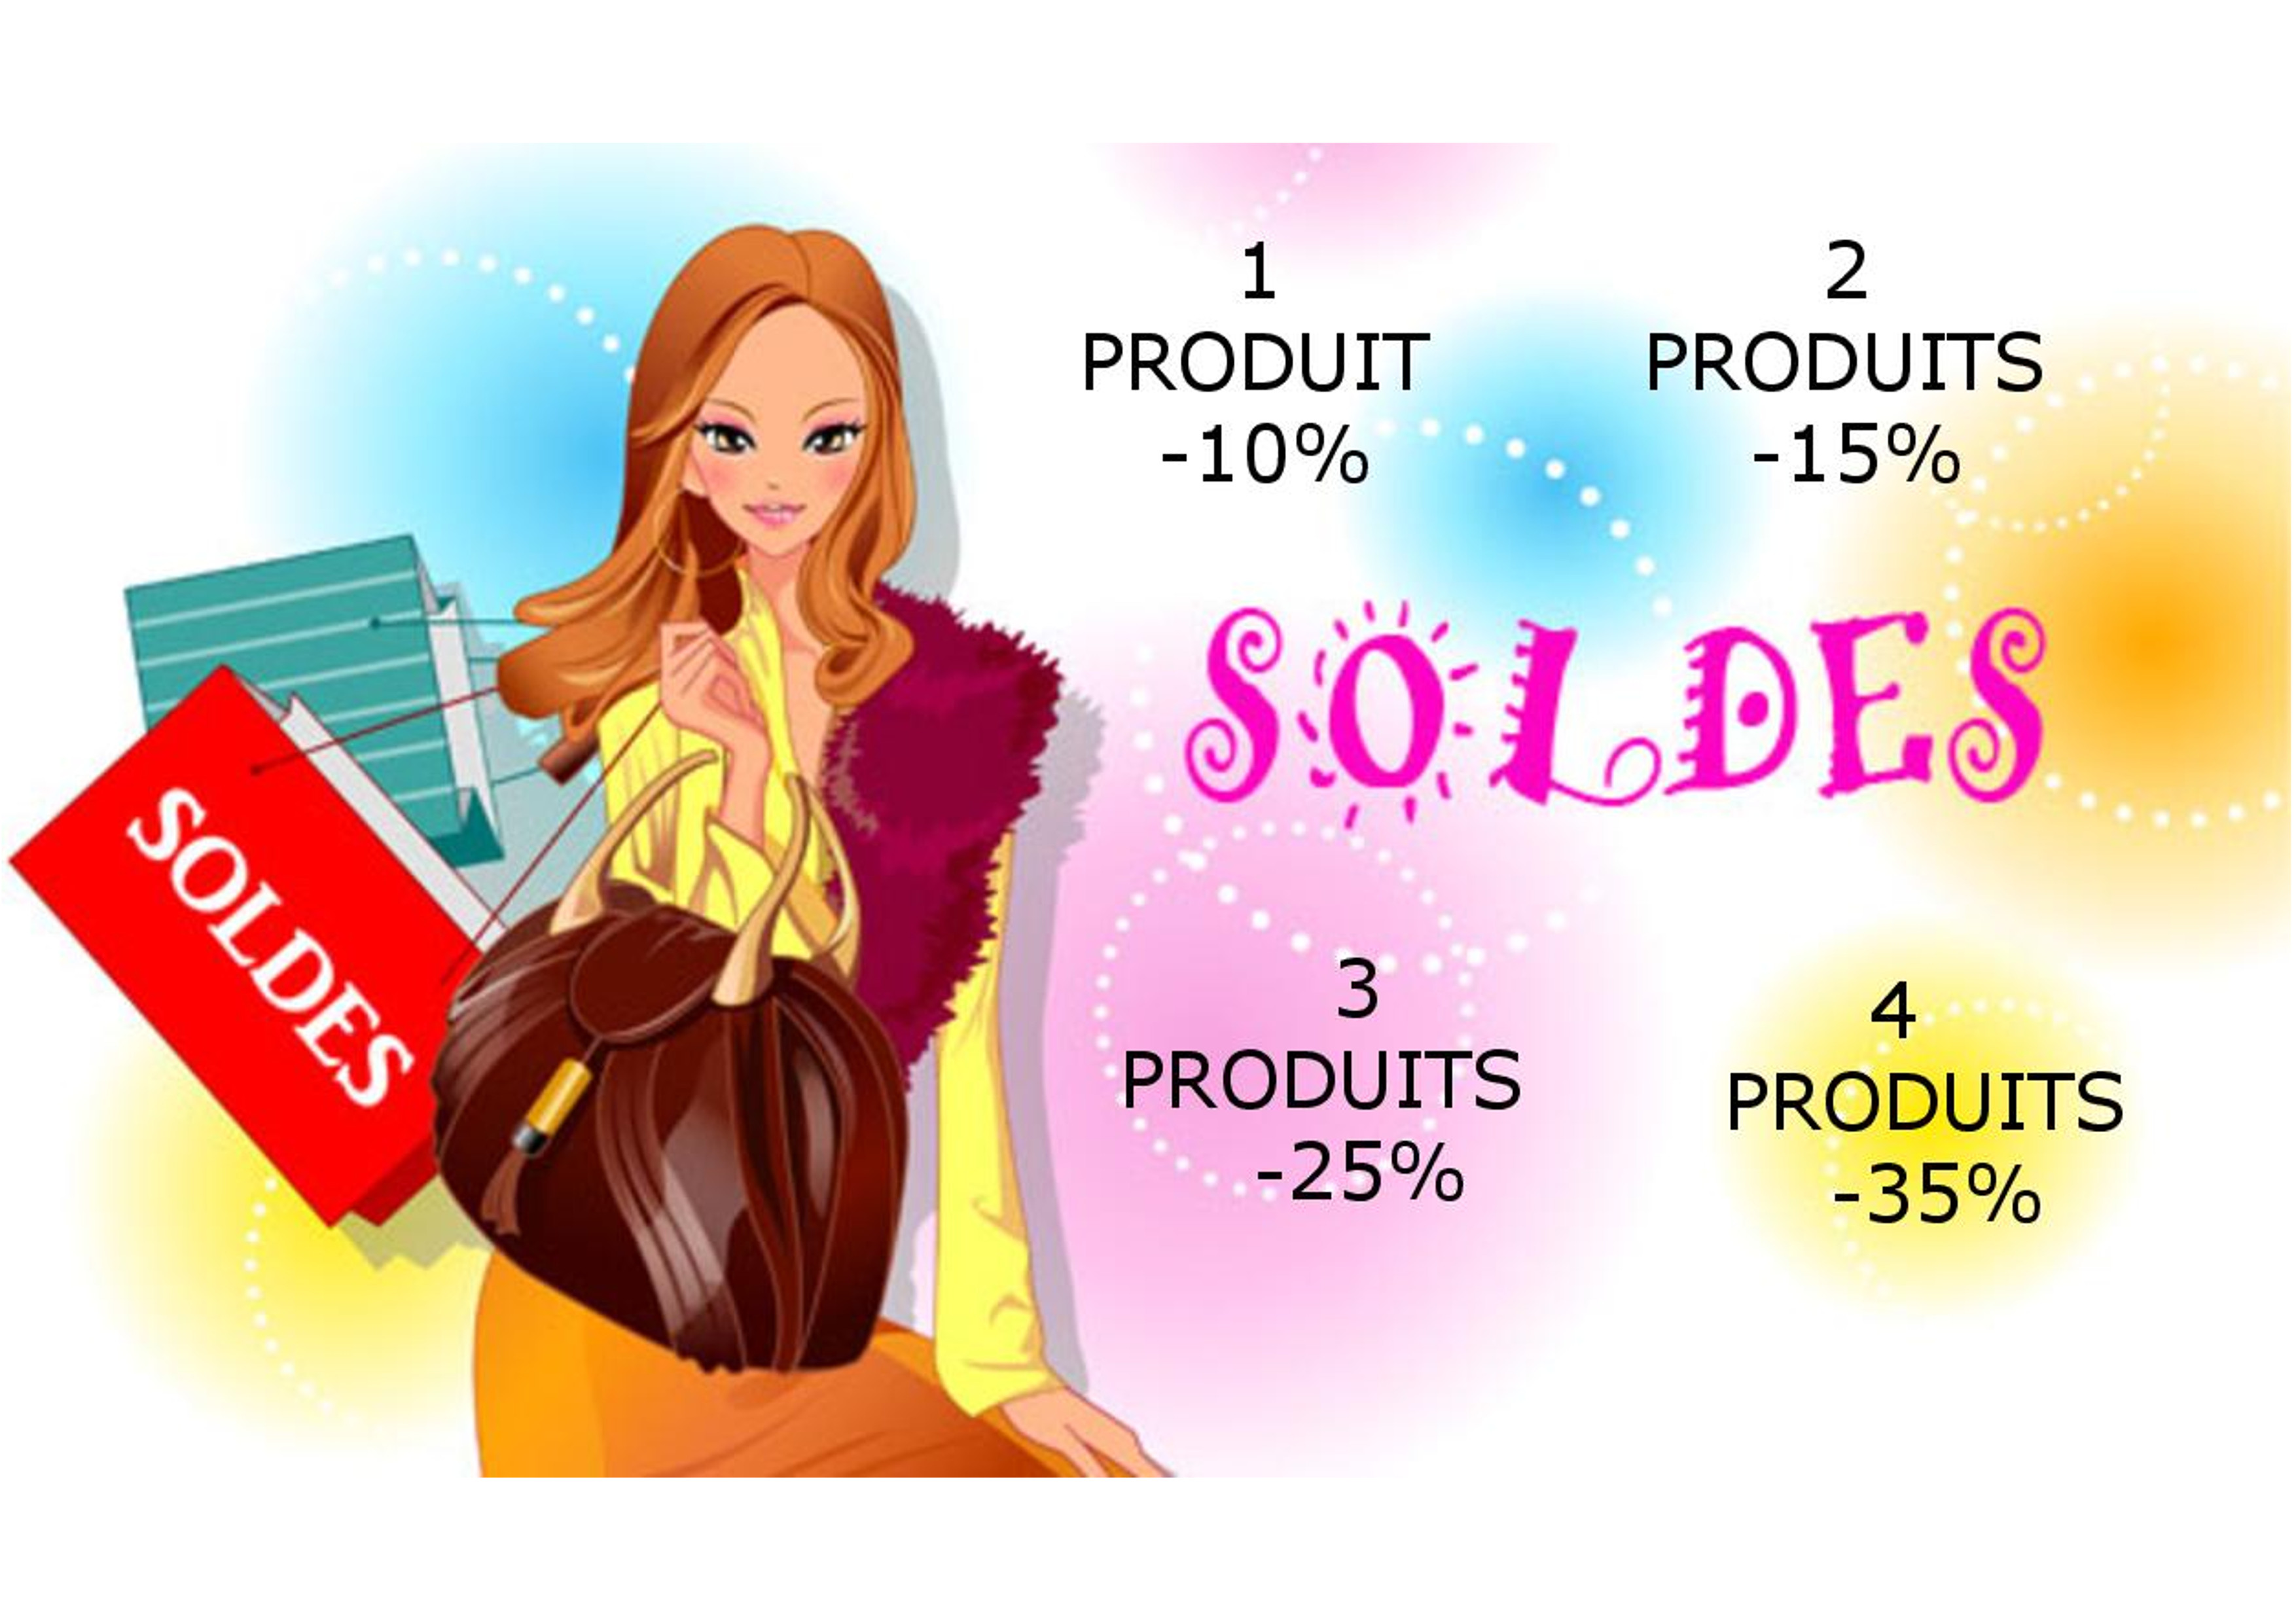 1
PRODUIT
-10%
2
PRODUITS
-15%
SOLDES
SOLDES
3
PRODUITS
-25%
4
PRODUITS
-35%